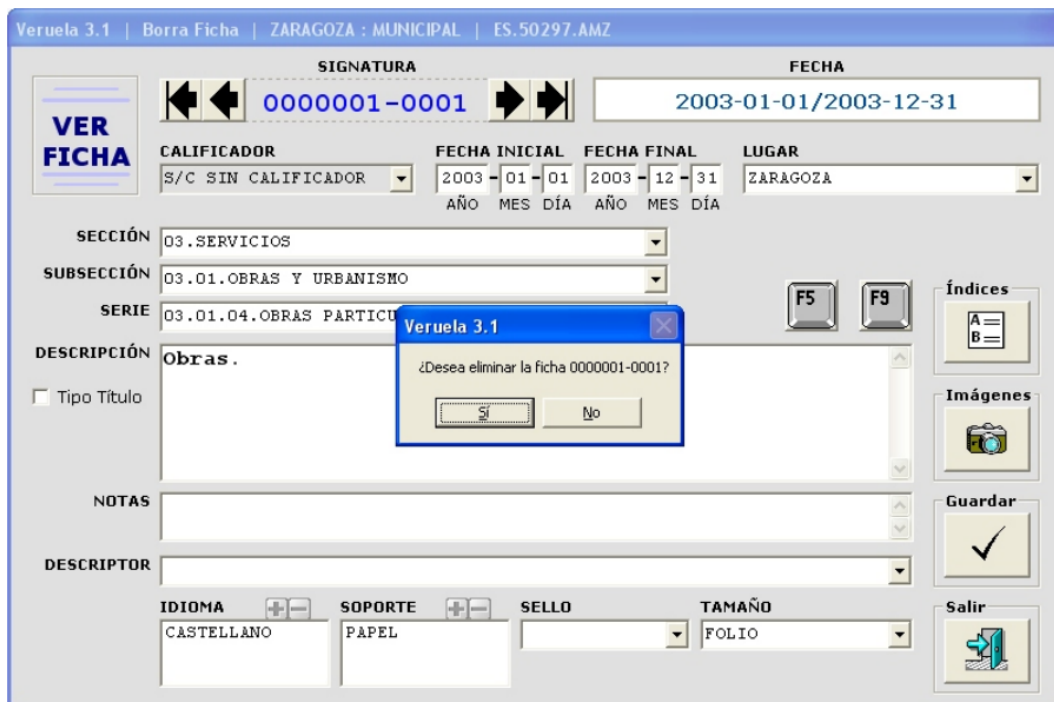 Veruela 3.1 | Borra Ficha | ZARAGOZA : MUNICIPAL | ES.50297.AMZ
SIGNATURA FECHA
VER FICHA
0000001-0001 2003-01-01/2003-12-31
CALIFICADOR FECHA INICIAL FECHA FINAL LUGAR
S/C SIN CALIFICADOR 2003-01-01 2003-12-31 ZARAGOZA
AÑO MES DÍA AÑO MES DÍA
SECCIÓN 03.SERVICIOS
SUBSECCIÓN 03.01.OBRAS Y URBANISMO
SERIE 03.01.04.OBRAS PARTICU
F5 F9 Índices
A=
B=
Veruela 3.1
¿Desea eliminar la ficha 0000001-0001?
Sí No
DESCRIPCIÓN Obras.
Tipo Título
Imágenes
NOTAS
Guardar
DESCRIPTOR
IDIOMA SOPORTE SELLO TAMAÑO Salir
CASTELLANO PAPEL FOLIO